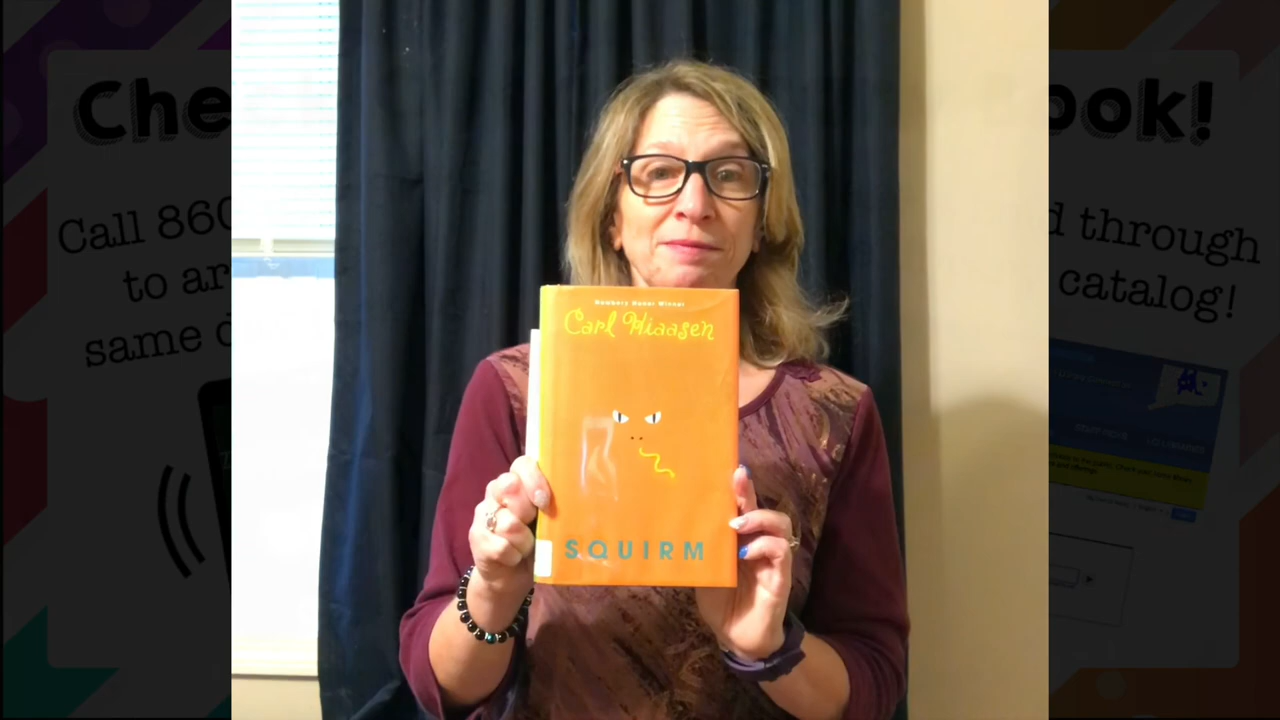 Newbery Honor Winner
Carl Hiaasen
SQUIRM
Che
ook!
Call 860
d through
to ar
catalog!
same d